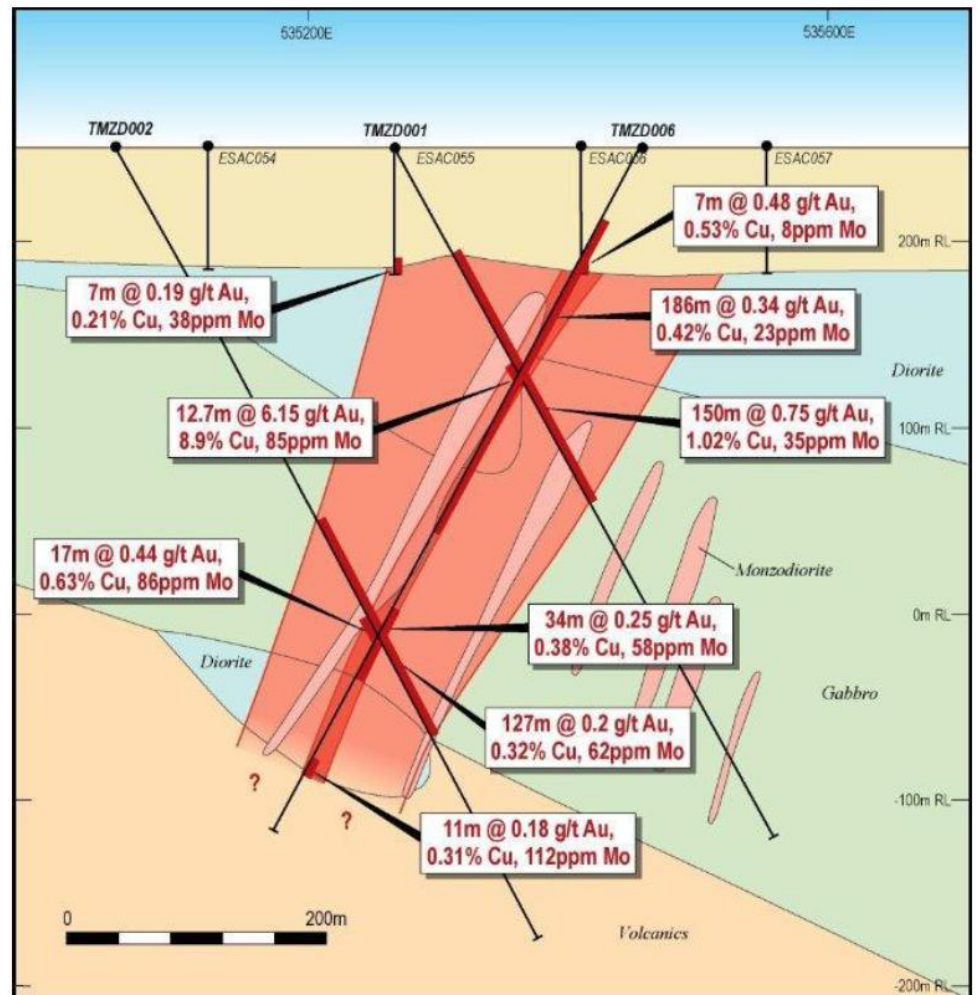 535200E
535600E
TMZD002
TMZD001
TMZD006
ESAC054
ESAC055
ESAC056
ESAC057
7m @ 0.48 g/t Au,
0.53% Cu, 8ppm Mo
200m RL
7m @ 0.19 g/t Au,
0.21% Cu, 38ppm Mo
186m @ 0.34 g/t Au,
0.42% Cu, 23ppm Mo
Diorite
12.7m @ 6.15 g/t Au,
8.9% Cu, 85ppm Mo
150m @ 0.75 g/t Au,
1.02% Cu, 35ppm Mo
100m RL
17m @ 0.44 g/t Au,
0.63% Cu, 86ppm Mo
Monzodiorite
34m @ 0.25 g/t Au,
0.38% Cu, 58ppm Mo
0m RL
Diorite
Gabbro
127m @ 0.2 g/t Au,
0.32% Cu, 62ppm Mo
?
?
-100m RL
11m @ 0.18 g/t Au,
0.31% Cu, 112ppm Mo
0
200m
Volcanics
-200m RL